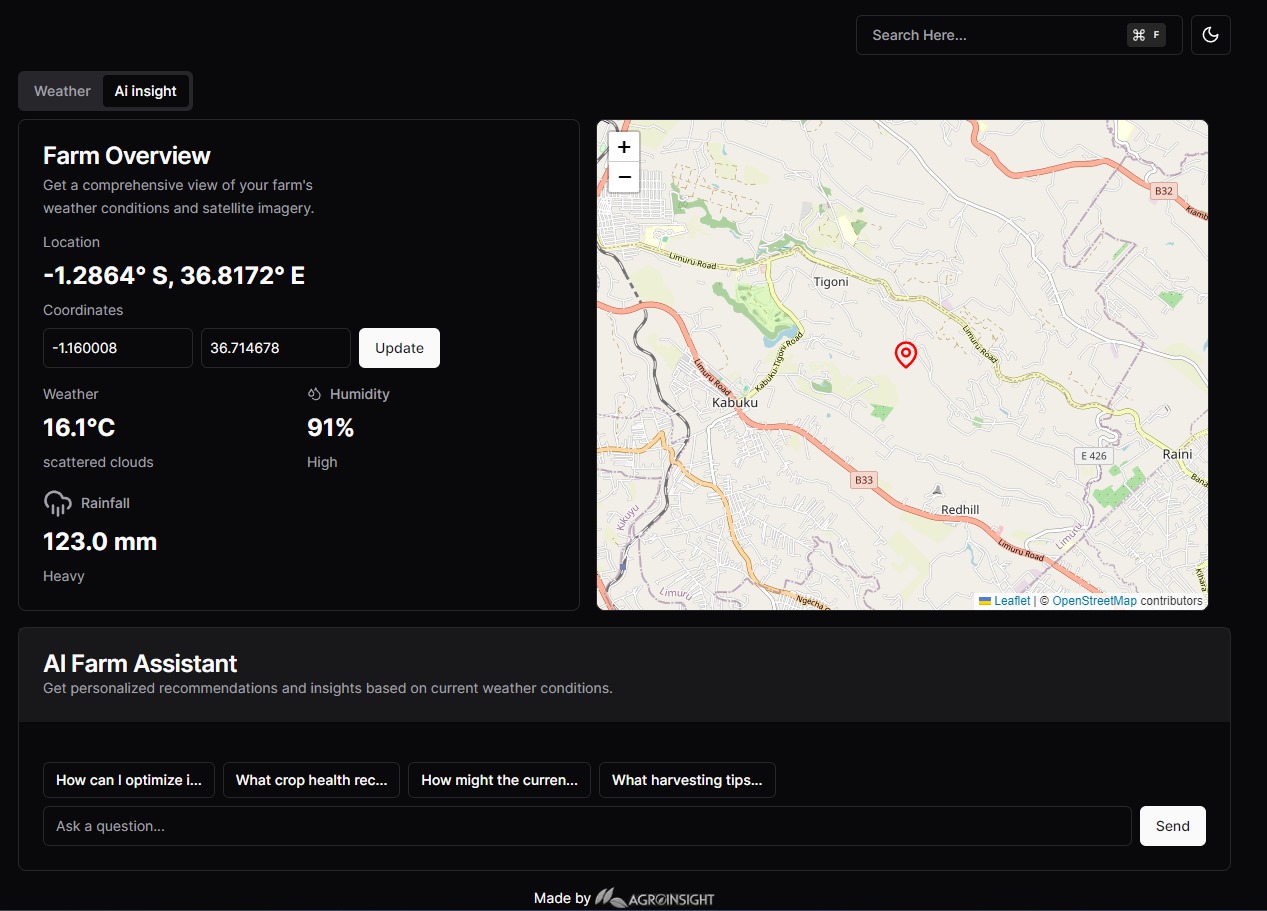 Search Here...
⌘ F
Weather
Ai insight
Farm Overview
Get a comprehensive view of your farm's
weather conditions and satellite imagery.
Location
-1.2864° S, 36.8172° E
Coordinates
-1.160008
36.714678
Update
Weather
Humidity
16.1°C
91%
scattered clouds
High
Rainfall
123.0 mm
Heavy
+
−
B32
Kiamb
Limuru Road
Tigoni
Limuru Road
Kabuku-Tigoni Road
Limuru Road
Kabuku
E 426
Raini
Bana
B33
Redhill
Kikuyu
Limuru
Limuru Road
Kihara
Limuru
Ngecha
Leaflet | © OpenStreetMap contributors
AI Farm Assistant
Get personalized recommendations and insights based on current weather conditions.
How can I optimize i...
What crop health rec...
How might the curren...
What harvesting tips...
Ask a question...
Send
Made by AGROINSIGHT